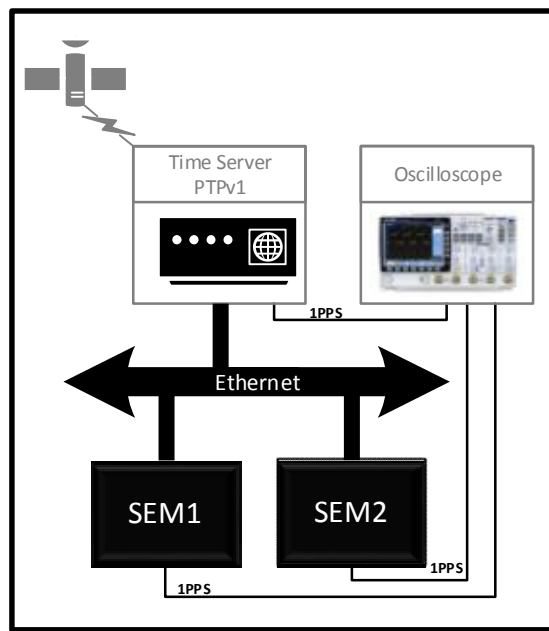 Time Server
PTPv1
Oscilloscope
1PPS
Ethernet
SEM1
SEM2
1PPS
1PPS